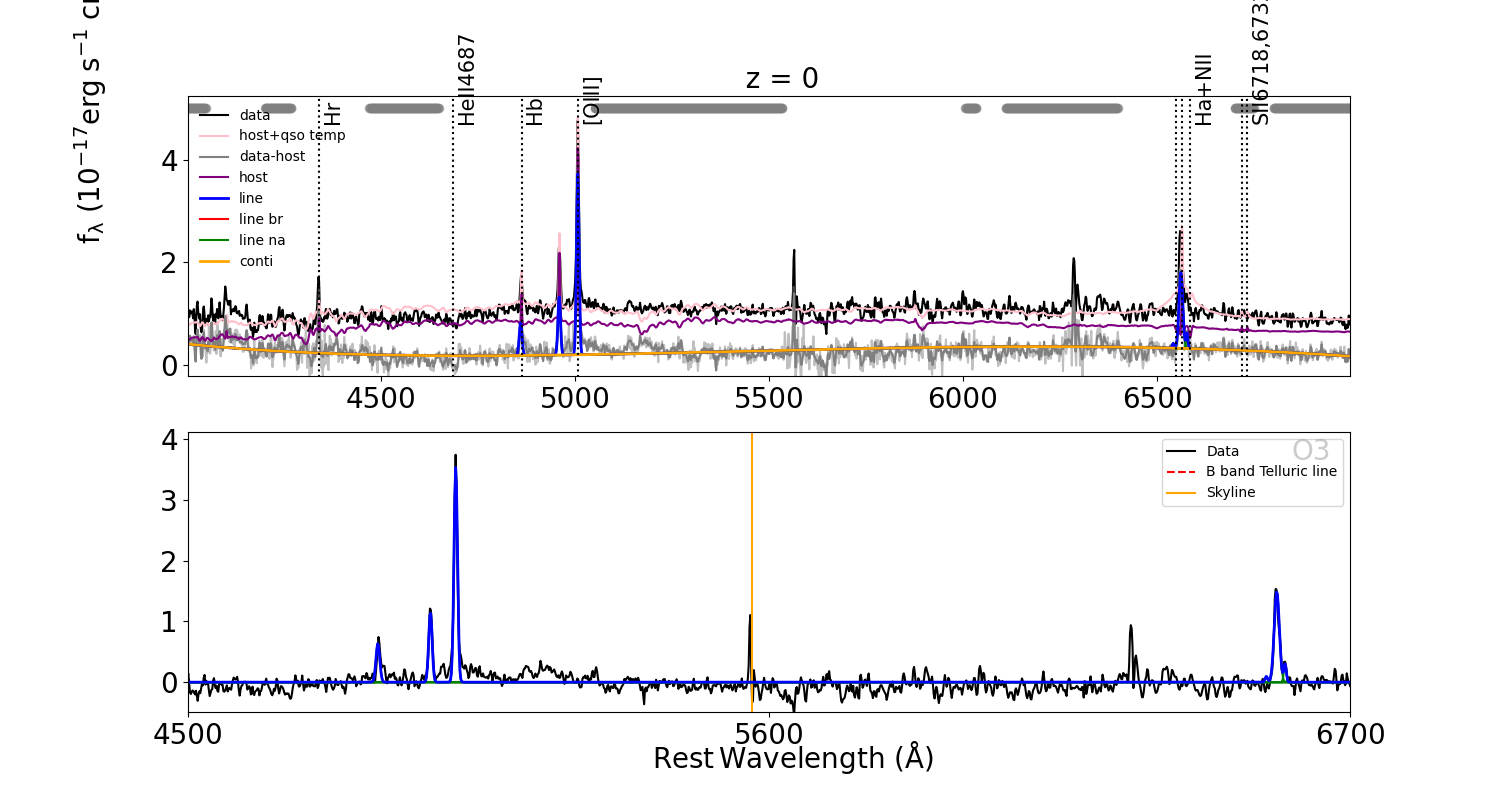 z = 0
f_λ (10^{-17} erg s^{-1} c
Hr
HeII4687
Hb
[OIII]
Ha+NII
SII6718,673
data
host+qso temp
data-host
host
line
line br
line na
conti
4
2
0
4500
5000
5500
6000
6500
O3
Data
B band Telluric line
Skyline
4
3
2
1
0
4500
5600
6700
Rest Wavelength (Å)